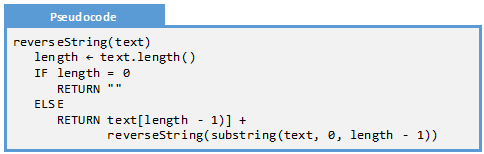 Pseudocode
reverseString(text)
length ← text.length()
IF length = 0
RETURN ""
ELSE
RETURN text[length - 1)] +
reverseString(substring(text, 0, length - 1))